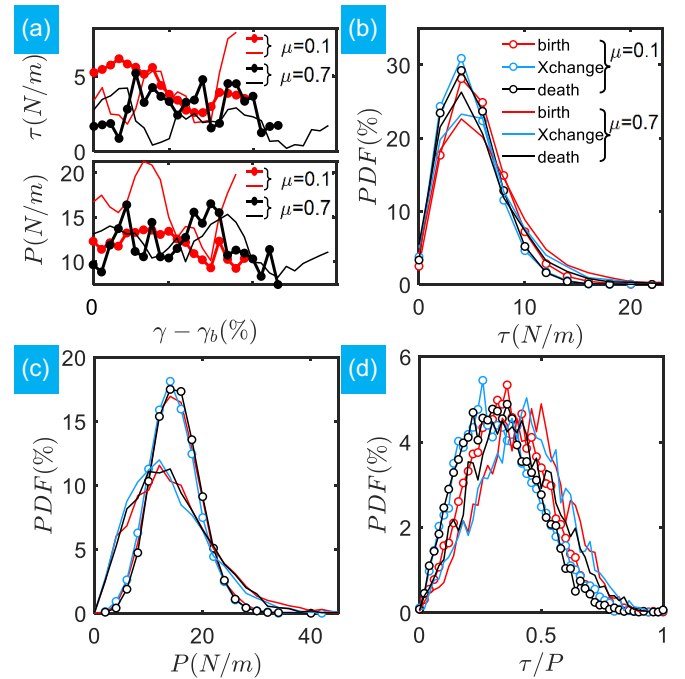 (a)
τ(N/m)
5
0
μ=0.1
μ=0.7
P(N/m)
20
15
10
μ=0.1
μ=0.7
0
γ − γb(%)
(b)
PDF(%)
30
20
10
0
birth
Xchange
death
μ=0.1
birth
Xchange
death
μ=0.7
0 10 20
τ(N/m)
(c)
PDF(%)
20
15
10
5
0
0 20 40
P(N/m)
(d)
PDF(%)
6
4
2
0
0 0.5 1
τ/P